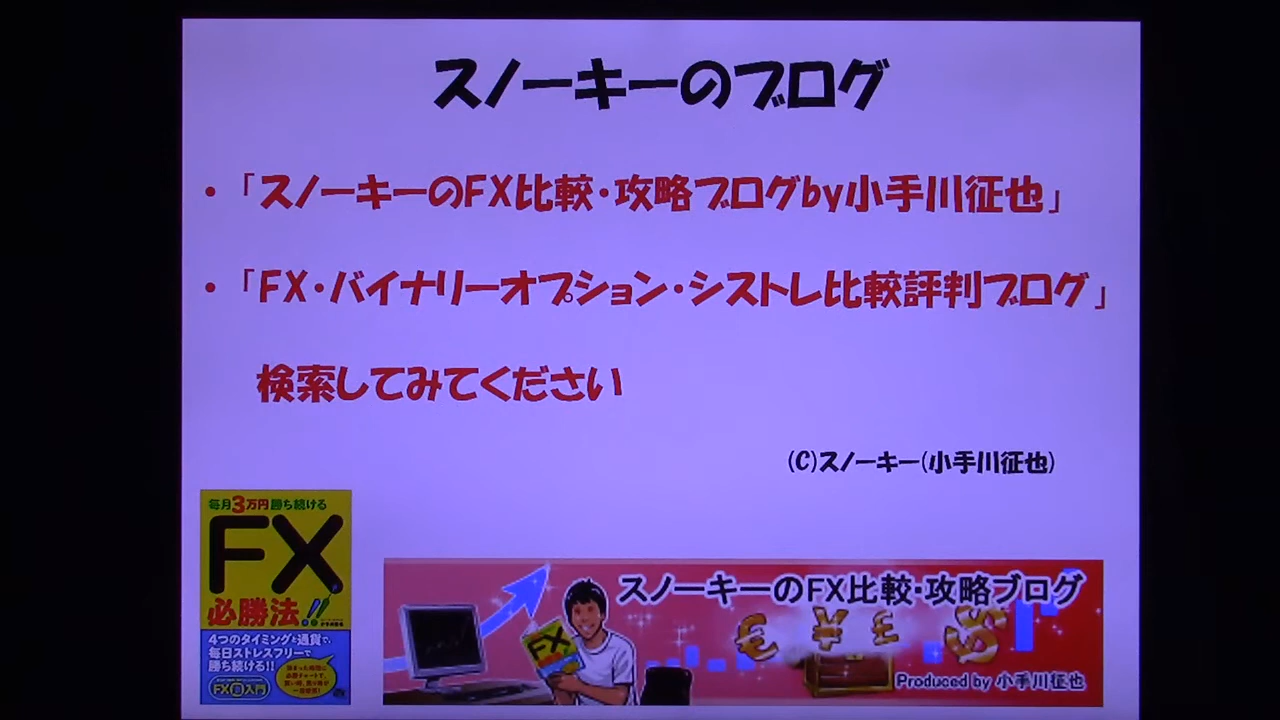 スノーキーのブログ
・「スノーキーのFX比較・攻略ブログby小手川征也」
・「FX・バイナリーオプション・シストレ比較評判ブログ」
検索してみてください
(C)スノーキー(小手川征也)
毎月3万円勝ち続ける
FX
必勝法!!
4つのタイミングと通貨で、
毎日ストレスフリーで
勝ち続ける!!
FX超入門
スノーキーのFX比較・攻略ブログ
FX
Produced by 小手川征也